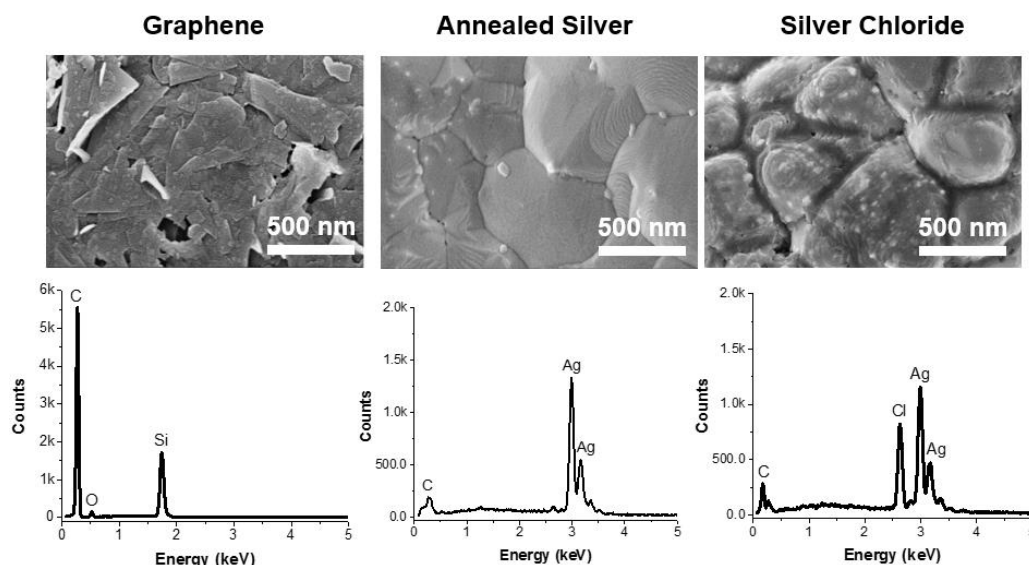 Graphene
Annealed Silver
Silver Chloride
500 nm
500 nm
500 nm
6k
5k
4k
3k
2k
1k
0
C
O
Si
0 1 2 3 4 5
Counts
Energy (keV)
2.0k
1.5k
1.0k
500.0
0.0
C
Ag
Ag
0 1 2 3 4 5
Counts
Energy (keV)
2.0k
1.5k
1.0k
500.0
0.0
C
Cl
Ag
Ag
0 1 2 3 4 5
Counts
Energy (keV)